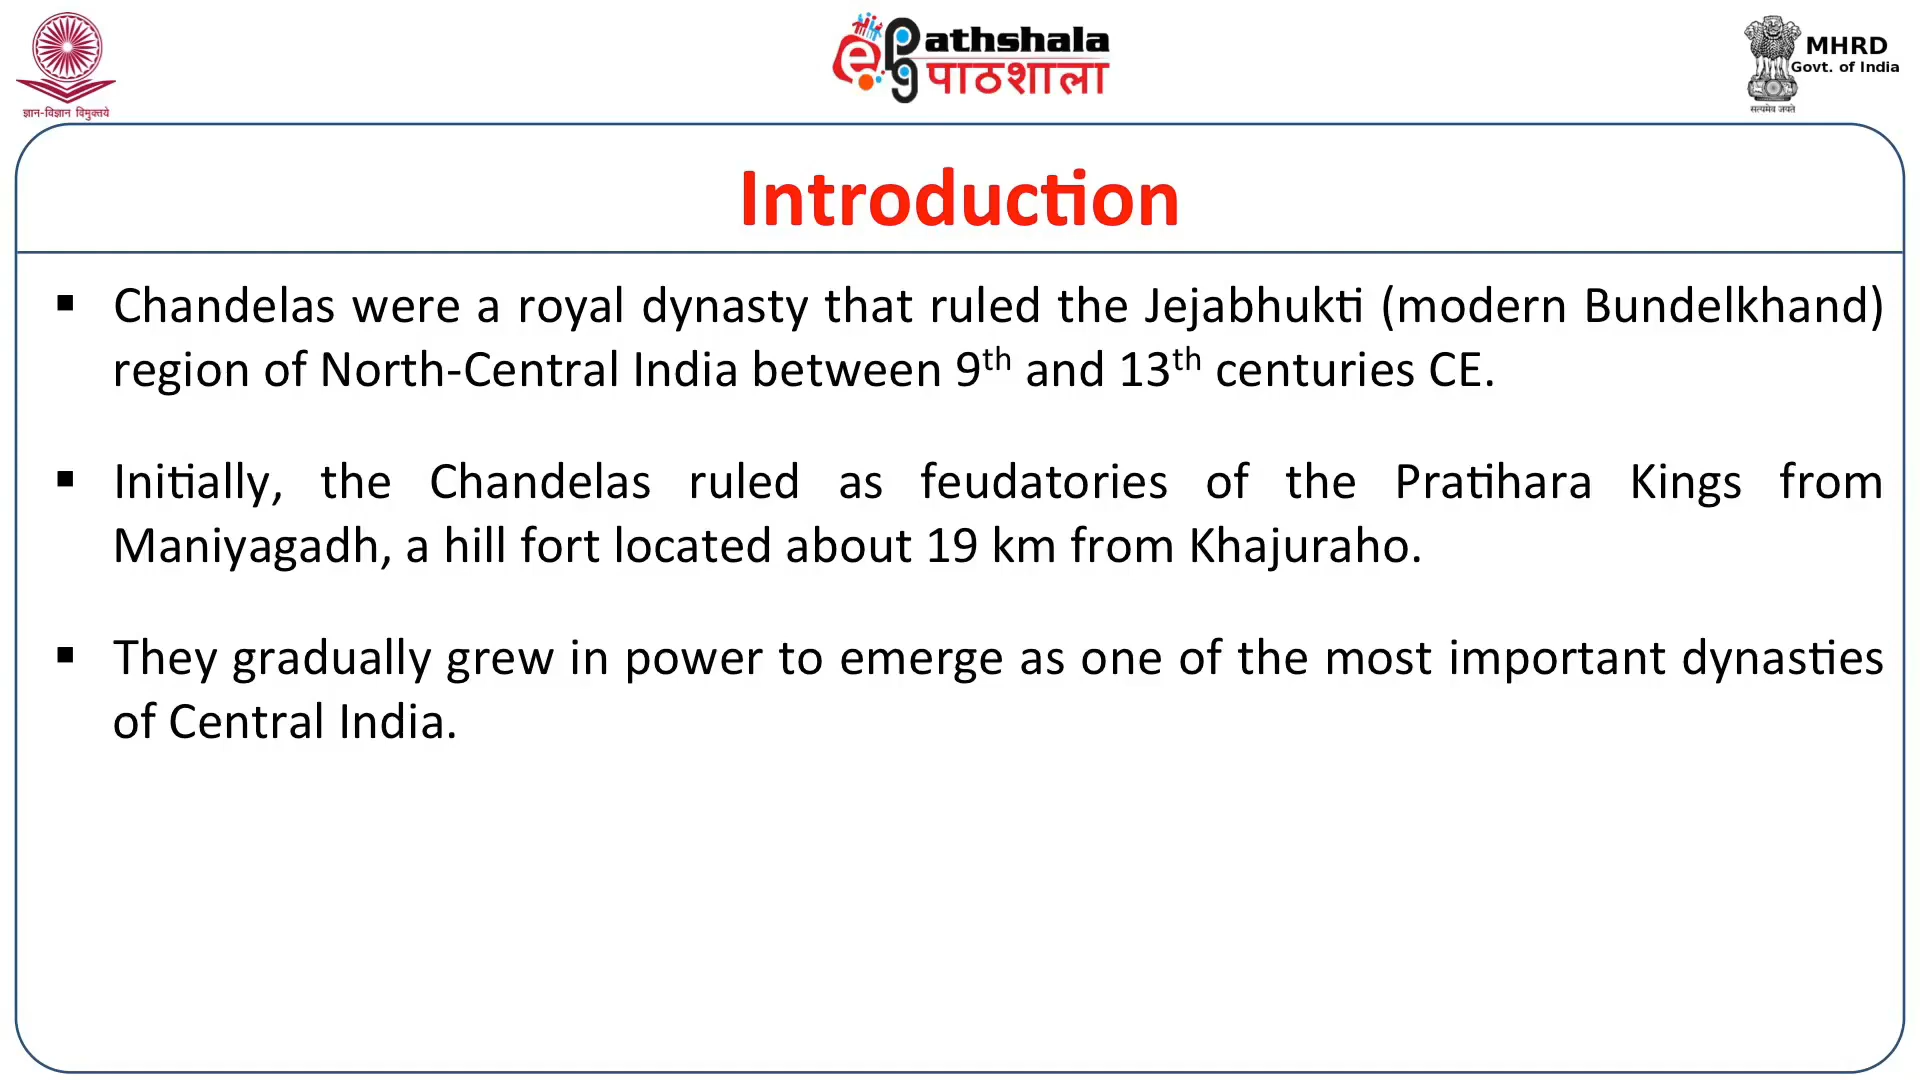 ज्ञान-विज्ञान विमुक्तये
ePG Pathshala
पाठशाला
MHRD
Govt. of India
सत्यमेव जयते
Introduction
▪ Chandelas were a royal dynasty that ruled the Jejabhukti (modern Bundelkhand)
region of North-Central India between 9th and 13th centuries CE.
▪ Initially, the Chandelas ruled as feudatories of the Pratihara Kings from
Maniyagadh, a hill fort located about 19 km from Khajuraho.
▪ They gradually grew in power to emerge as one of the most important dynasties
of Central India.